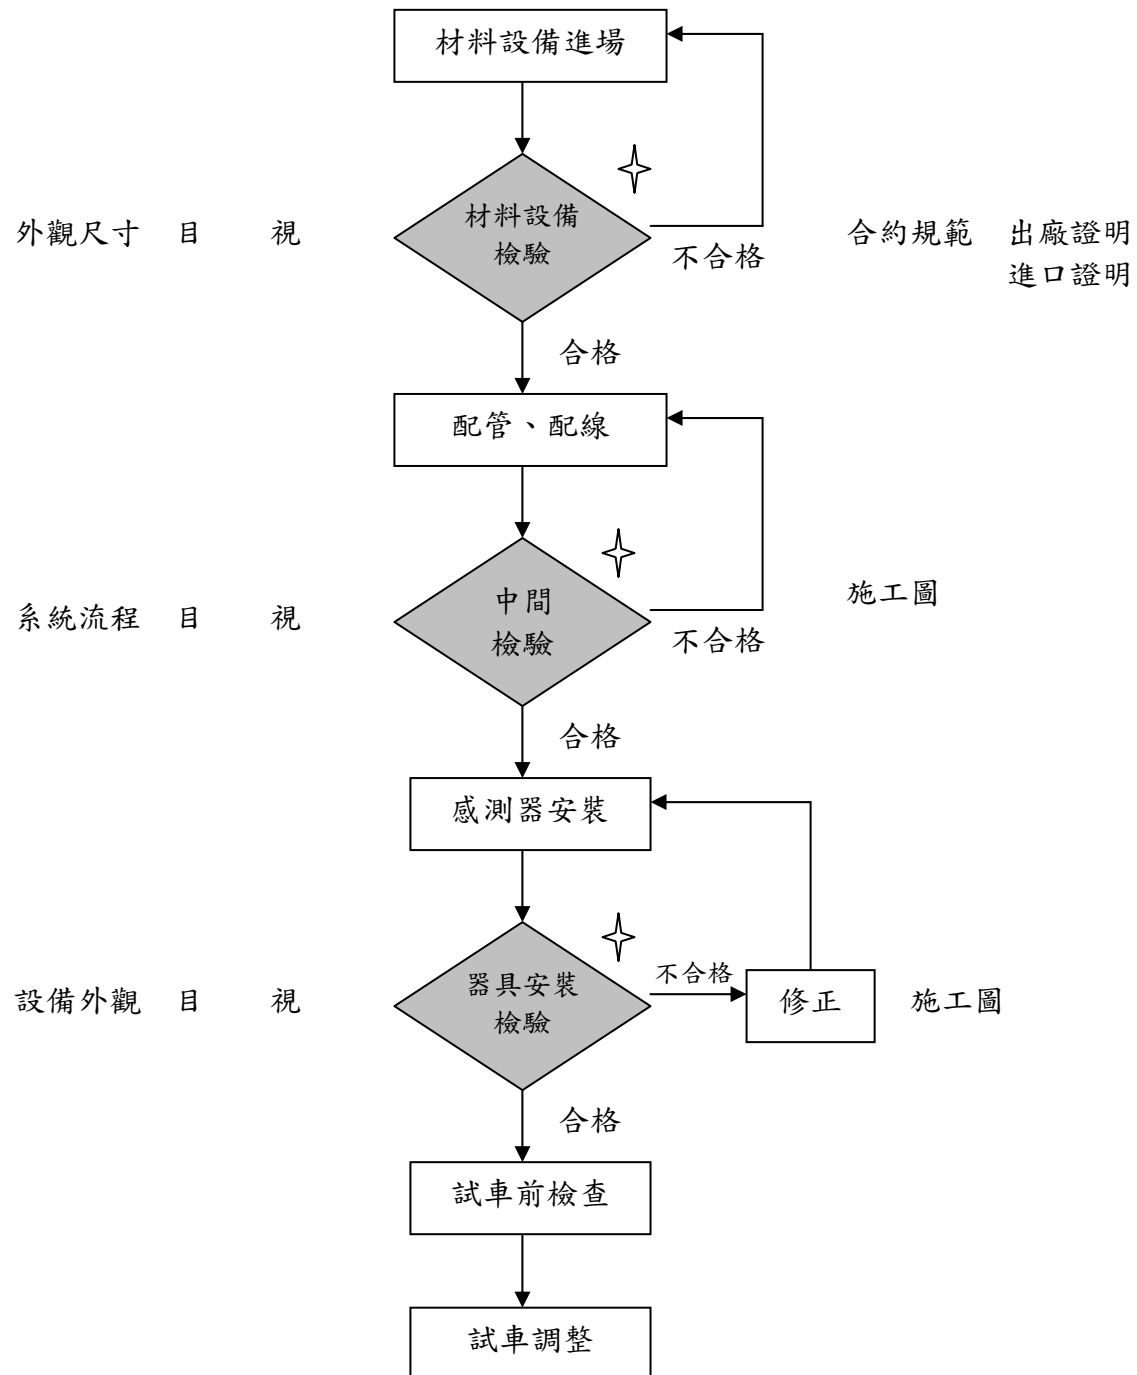 材料設備進場
材料設備
檢驗
外觀尺寸 目 視
不合格
合約規範 出廠證明
進口證明
合格
配管、配線
中間
檢驗
系統流程 目 視
不合格
施工圖
合格
感測器安裝
器具安裝
檢驗
設備外觀 目 視
不合格
修正
施工圖
合格
試車前檢查
試車調整